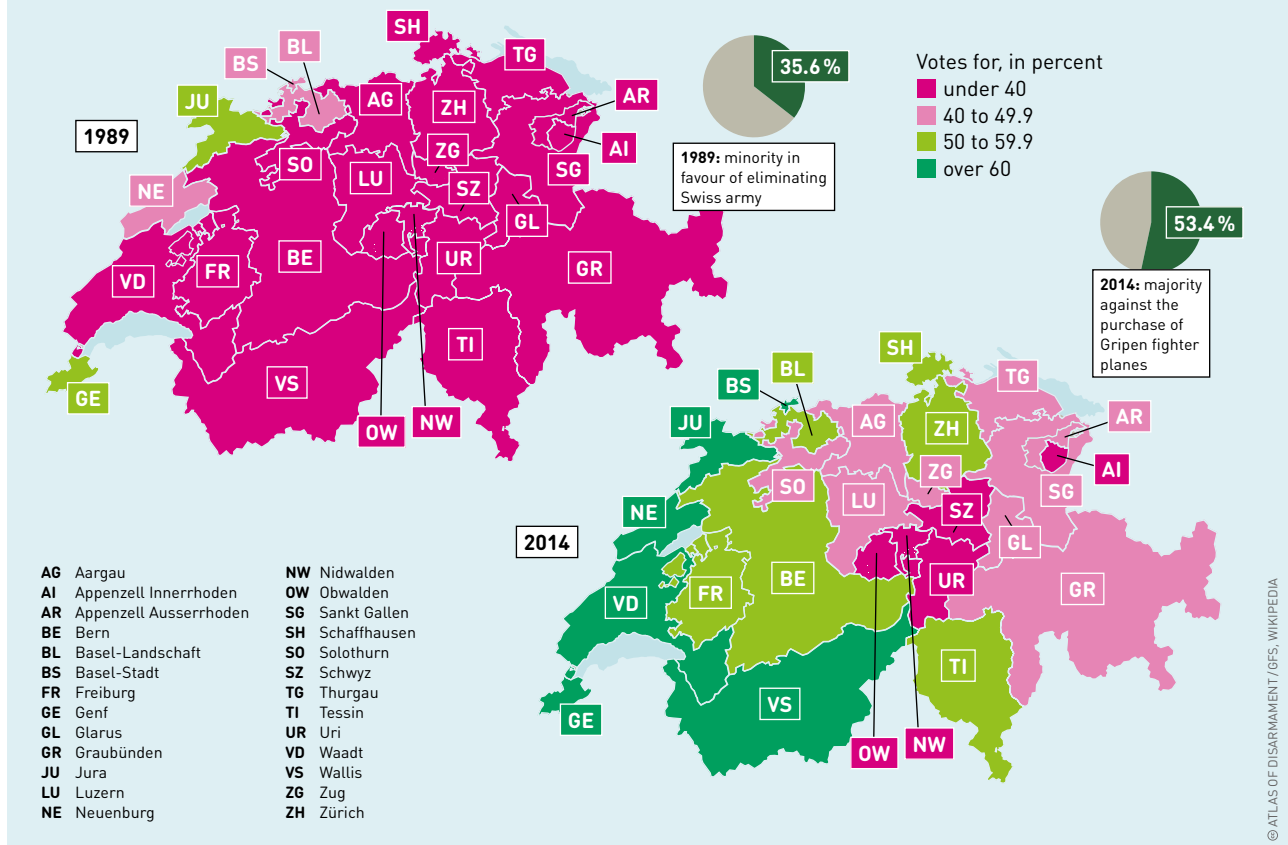 SH
TG
BL
BS
JU
AG
ZH
AR
AI
ZG
SO
LU
SZ
SG
NE
GL
BE
UR
GR
FR
VD
TI
VS
GE
OW
NW
1989
35.6 %
1989: minority in
favour of eliminating
Swiss army
Votes for, in percent
under 40
40 to 49.9
50 to 59.9
over 60
53.4 %
2014: majority
against the
purchase of
Gripen fighter
planes
SH
BL
BS
TG
JU
AG
ZH
AR
AI
ZG
SO
LU
SG
SZ
NE
GL
BE
UR
GR
FR
VD
TI
VS
GE
OW
NW
2014
AG Aargau
AI Appenzell Innerrhoden
AR Appenzell Ausserrhoden
BE Bern
BL Basel-Landschaft
BS Basel-Stadt
FR Freiburg
GE Genf
GL Glarus
GR Graubünden
JU Jura
LU Luzern
NE Neuenburg
NW Nidwalden
OW Obwalden
SG Sankt Gallen
SH Schaffhausen
SO Solothurn
SZ Schwyz
TG Thurgau
TI Tessin
UR Uri
VD Waadt
VS Wallis
ZG Zug
ZH Zürich
© ATLAS OF DISARMAMENT / GFS, WIKIPEDIA